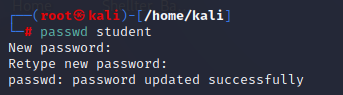 ┌──(root㉿kali)-[/home/kali]
└─# passwd student
New password:
Retype new password:
passwd: password updated successfully